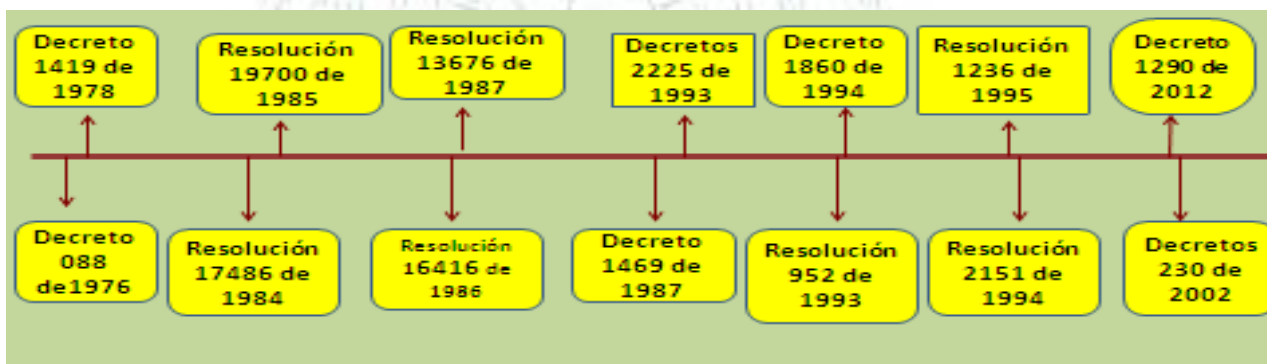 Decreto
1419 de
1978
Resolución
19700 de
1985
Resolución
13676 de
1987
Decretos
2225 de
1993
Decreto
1860 de
1994
Resolución
1236 de
1995
Decreto
1290 de
2012
Decreto
088
de1976
Resolución
17486 de
1984
Resolución
16416 de
1986
Decreto
1469 de
1987
Resolución
952 de
1993
Resolución
2151 de
1994
Decretos
230 de
2002